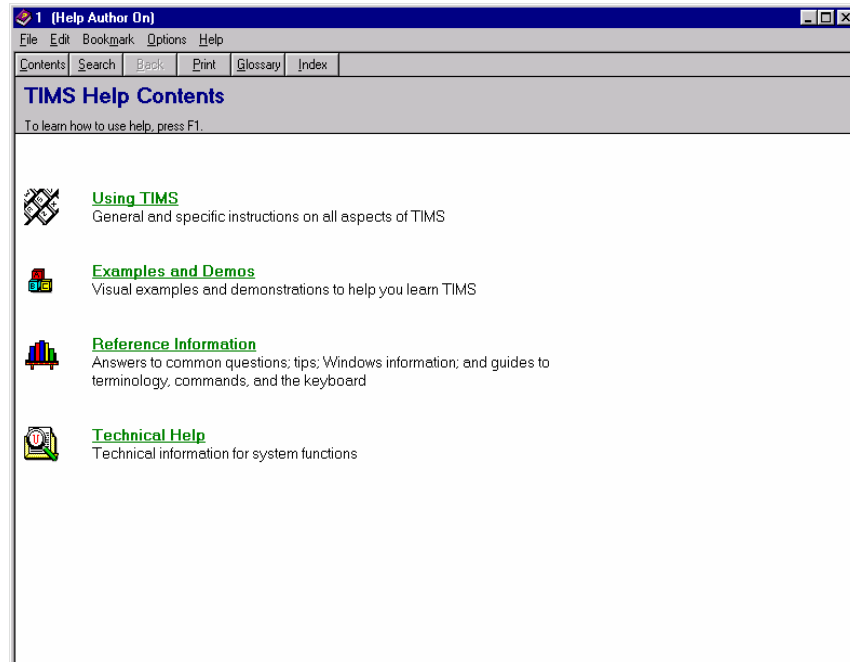 1 (Help Author On)
File Edit Bookmark Options Help
Contents Search Back Print Glossary Index
TIMS Help Contents
To learn how to use help, press F1.
Using TIMS
General and specific instructions on all aspects of TIMS
Examples and Demos
Visual examples and demonstrations to help you learn TIMS
Reference Information
Answers to common questions; tips; Windows information; and guides to
terminology, commands, and the keyboard
Technical Help
Technical information for system functions